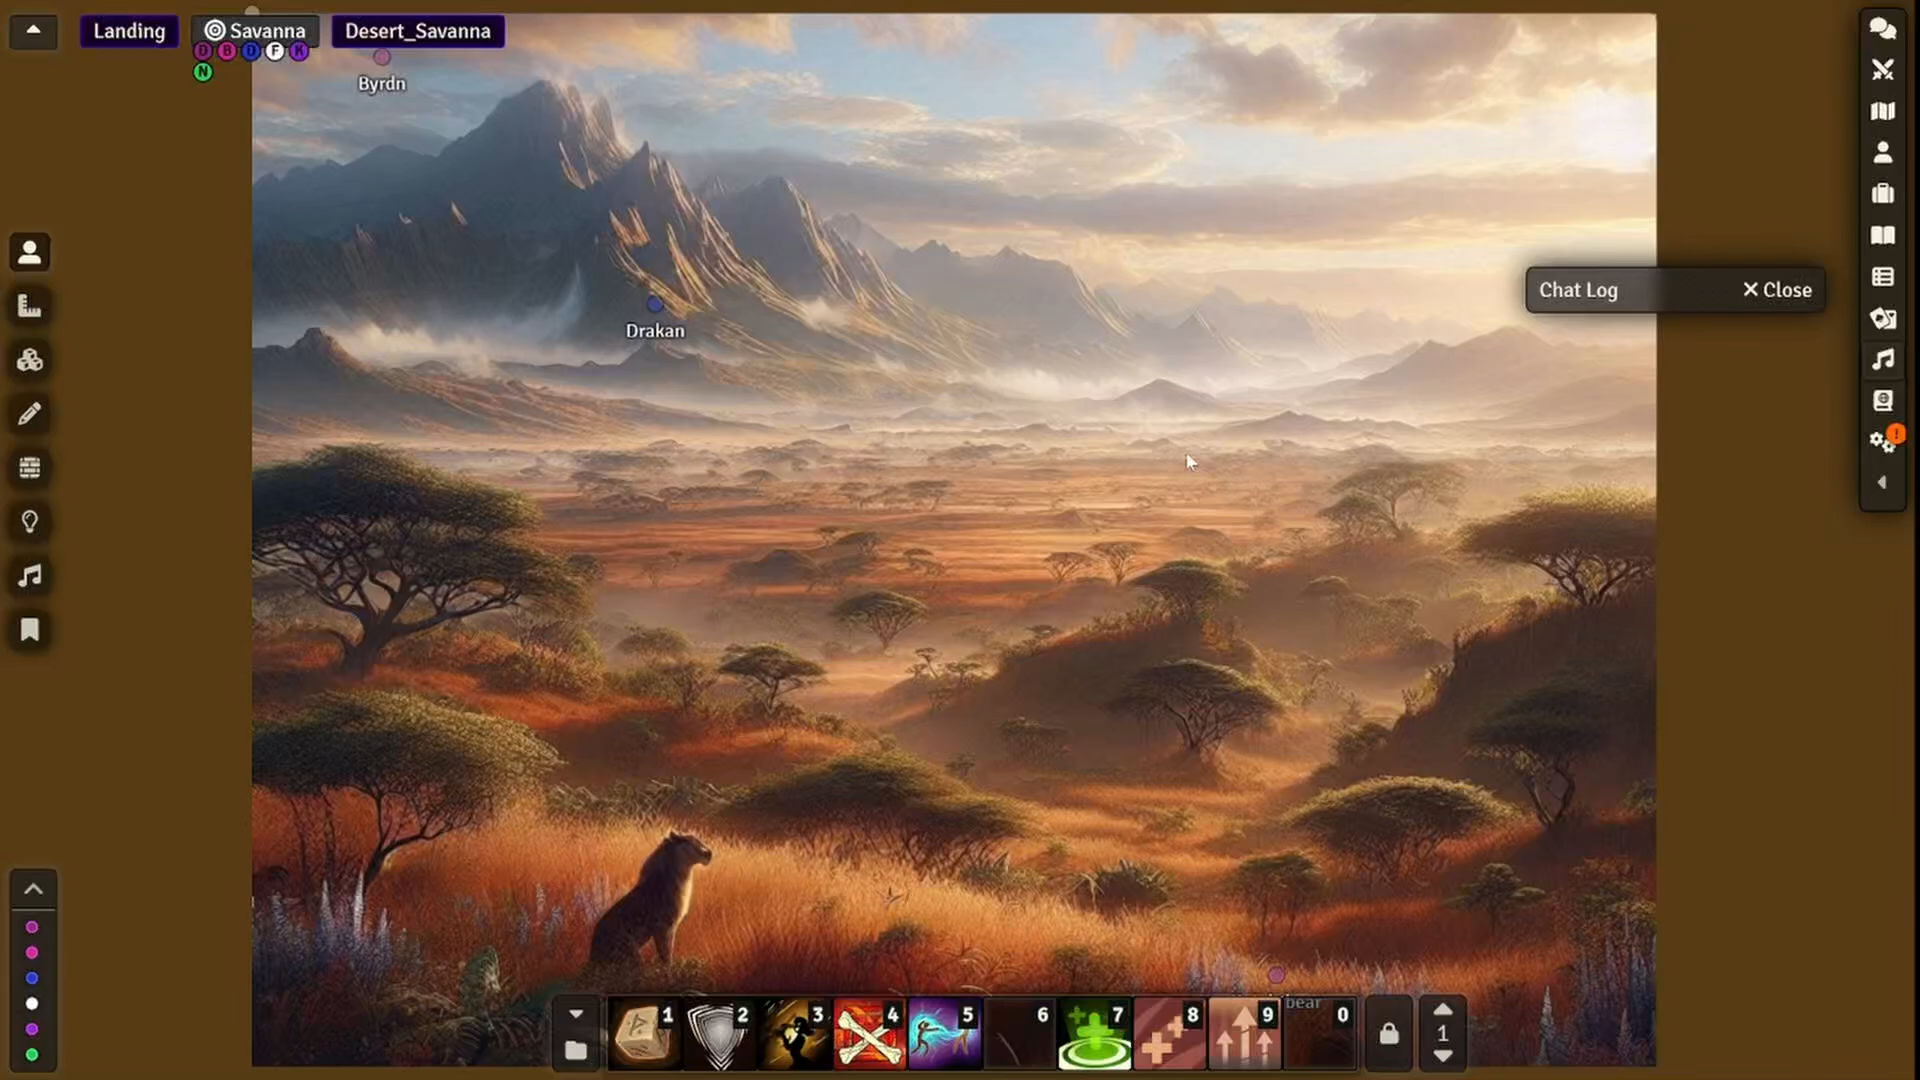 Landing
Savanna
Desert_Savanna
D B D F K
N
Byrdn
Drakan
Chat Log
Close
!
bear
1 2 3 4 5 6 7 8 9 0
1